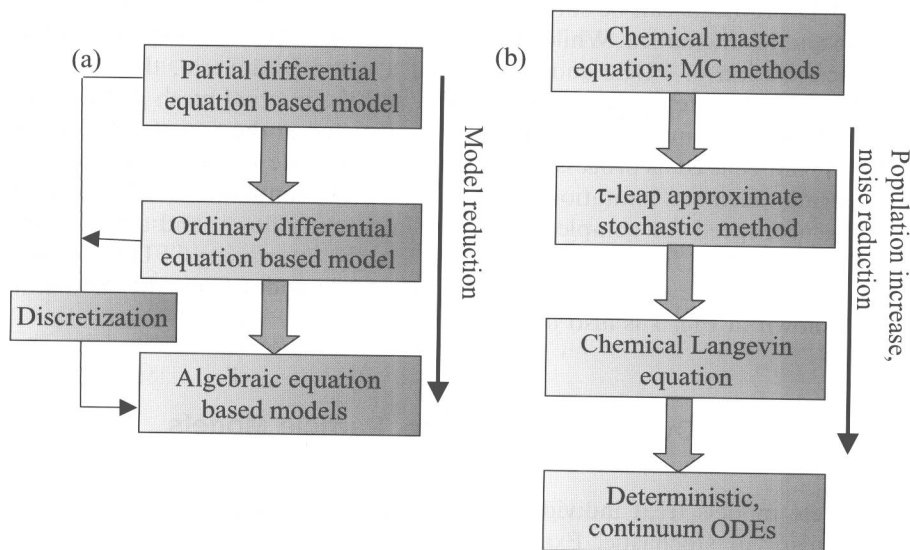 (a)
Partial differential
equation based model
Ordinary differential
equation based model
Discretization
Algebraic equation
based models
Model reduction
(b)
Chemical master
equation; MC methods
τ-leap approximate
stochastic method
Chemical Langevin
equation
Deterministic,
continuum ODEs
Population increase,
noise reduction